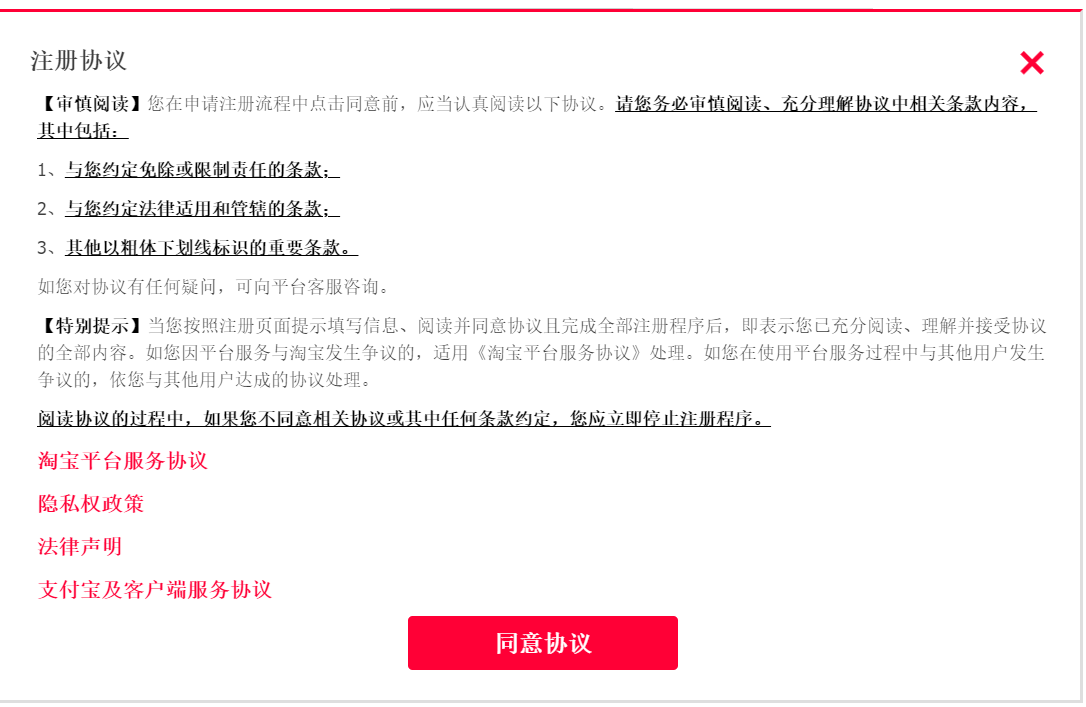 注册协议
【审慎阅读】您在申请注册流程中点击同意前，应当认真阅读以下协议。请您务必审慎阅读、充分理解协议中相关条款内容，
其中包括：
1、与您约定免除或限制责任的条款；
2、与您约定法律适用和管辖的条款；
3、其他以粗体下划线标识的重要条款。
如您对协议有任何疑问，可向平台客服咨询。
【特别提示】当您按照注册页面提示填写信息、阅读并同意协议且完成全部注册程序后，即表示您已充分阅读、理解并接受协议
的全部内容。如您因平台服务与淘宝发生争议的，适用《淘宝平台服务协议》处理。如您在使用平台服务过程中与其他用户发生
争议的，依您与其他用户达成的协议处理。
阅读协议的过程中，如果您不同意相关协议或其中任何条款约定，您应立即停止注册程序。
淘宝平台服务协议
隐私权政策
法律声明
支付宝及客户端服务协议
同意协议